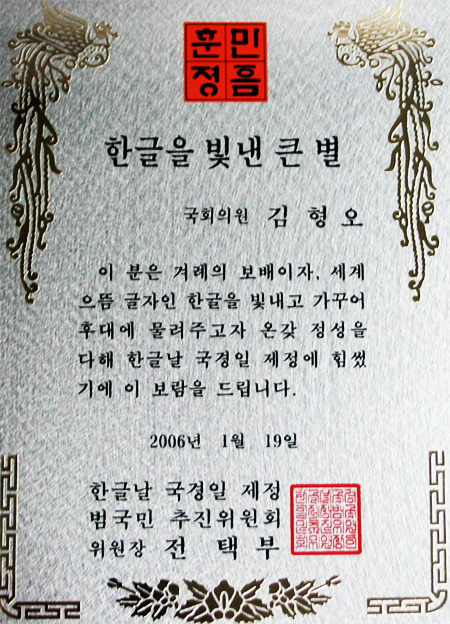 훈민
정흠
한글을 빛낸 큰 별
국회의원 김형오
이 분은 겨레의 보배이자, 세계
으뜸 글자인 한글을 빛내고 가꾸어
후대에 물려주고자 온갖 정성을
다해 한글날 국경일 제정에 힘썼
기에 이 보람을 드립니다.
2006년 1월 19일
한글날 국경일 제정
범국민 추진위원회
위원장 전택부